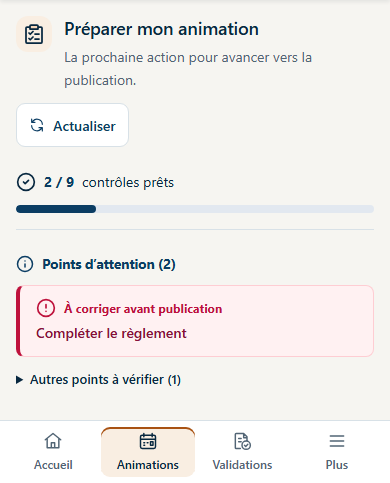 Préparer mon animation
La prochaine action pour avancer vers la
publication.
Actualiser
2 / 9 contrôles prêts
Points d’attention (2)
À corriger avant publication
Compléter le règlement
Autres points à vérifier (1)
Accueil
Animations
Validations
Plus